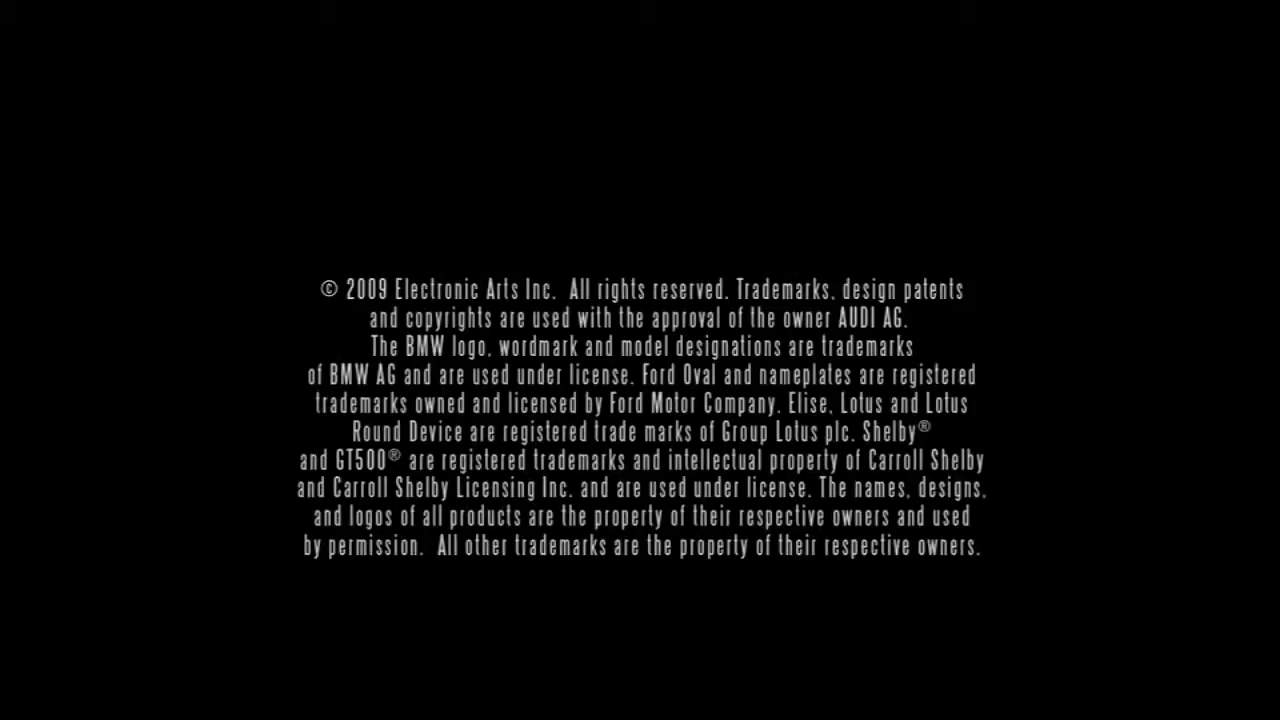 © 2009 Electronic Arts Inc.  All rights reserved. Trademarks, design patents
and copyrights are used with the approval of the owner AUDI AG.
The BMW logo, wordmark and model designations are trademarks
of BMW AG and are used under license. Ford Oval and nameplates are registered
trademarks owned and licensed by Ford Motor Company. Elise, Lotus and Lotus
Round Device are registered trade marks of Group Lotus plc. Shelby®
and GT500® are registered trademarks and intellectual property of Carroll Shelby
and Carroll Shelby Licensing Inc. and are used under license. The names, designs,
and logos of all products are the property of their respective owners and used
by permission.  All other trademarks are the property of their respective owners.